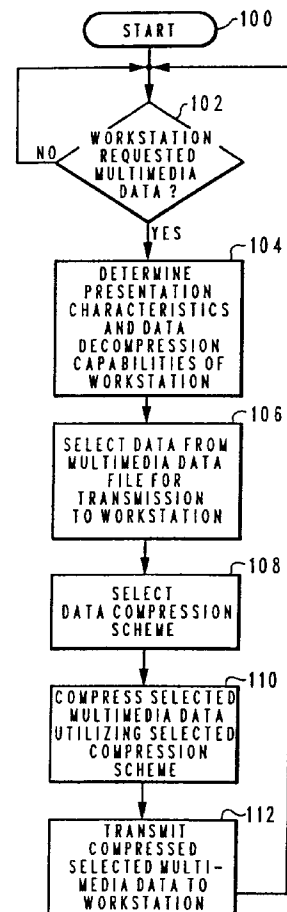 START
100
102
WORKSTATION
REQUESTED
MULTIMEDIA
DATA ?
NO
YES
104
DETERMINE
PRESENTATION
CHARACTERISTICS
AND DATA
DECOMPRESSION
CAPABILITIES OF
WORKSTATION
106
SELECT DATA FROM
MULTIMEDIA DATA
FILE FOR
TRANSMISSION
TO WORKSTATION
108
SELECT
DATA COMPRESSION
SCHEME
110
COMPRESS SELECTED
MULTIMEDIA DATA
UTILIZING SELECTED
COMPRESSION
SCHEME
112
TRANSMIT
COMPRESSED
SELECTED MULTI-
MEDIA DATA TO
WORKSTATION